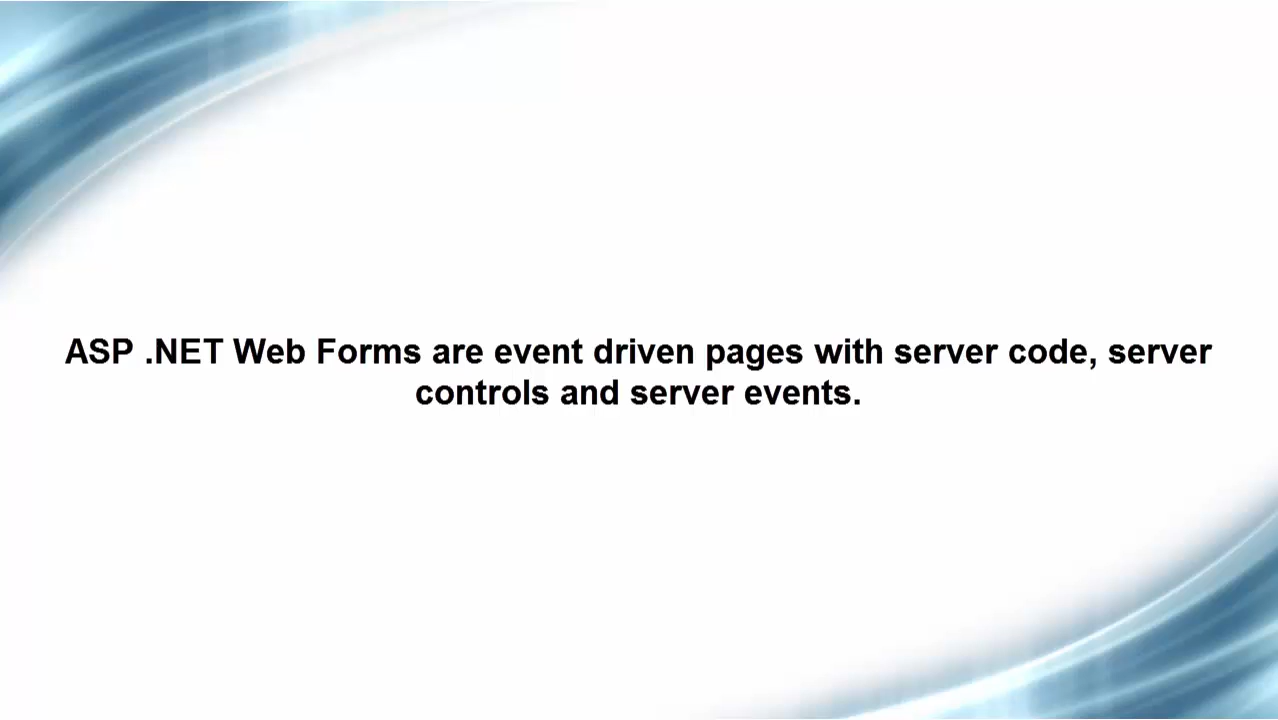 ASP .NET Web Forms are event driven pages with server code, server
controls and server events.